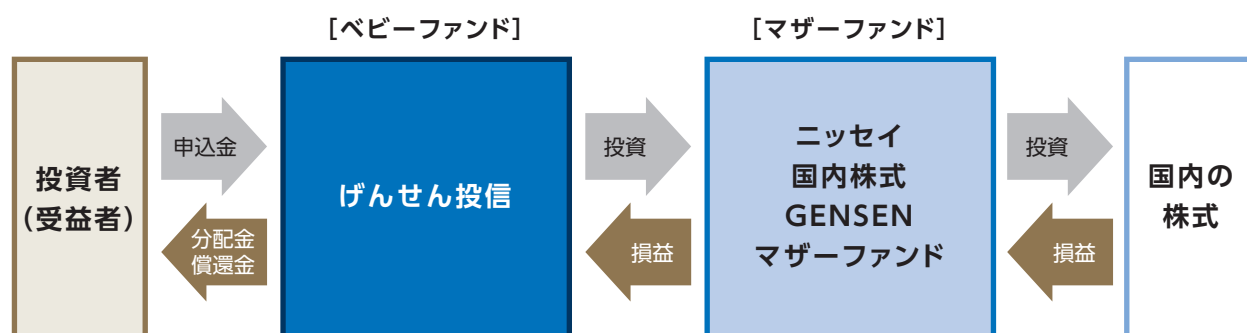 ［ベビーファンド］
［マザーファンド］
投資者
（受益者）
申込金
分配金
償還金
げんせん投信
投資
損益
ニッセイ
国内株式
GENSEN
マザーファンド
投資
損益
国内の
株式